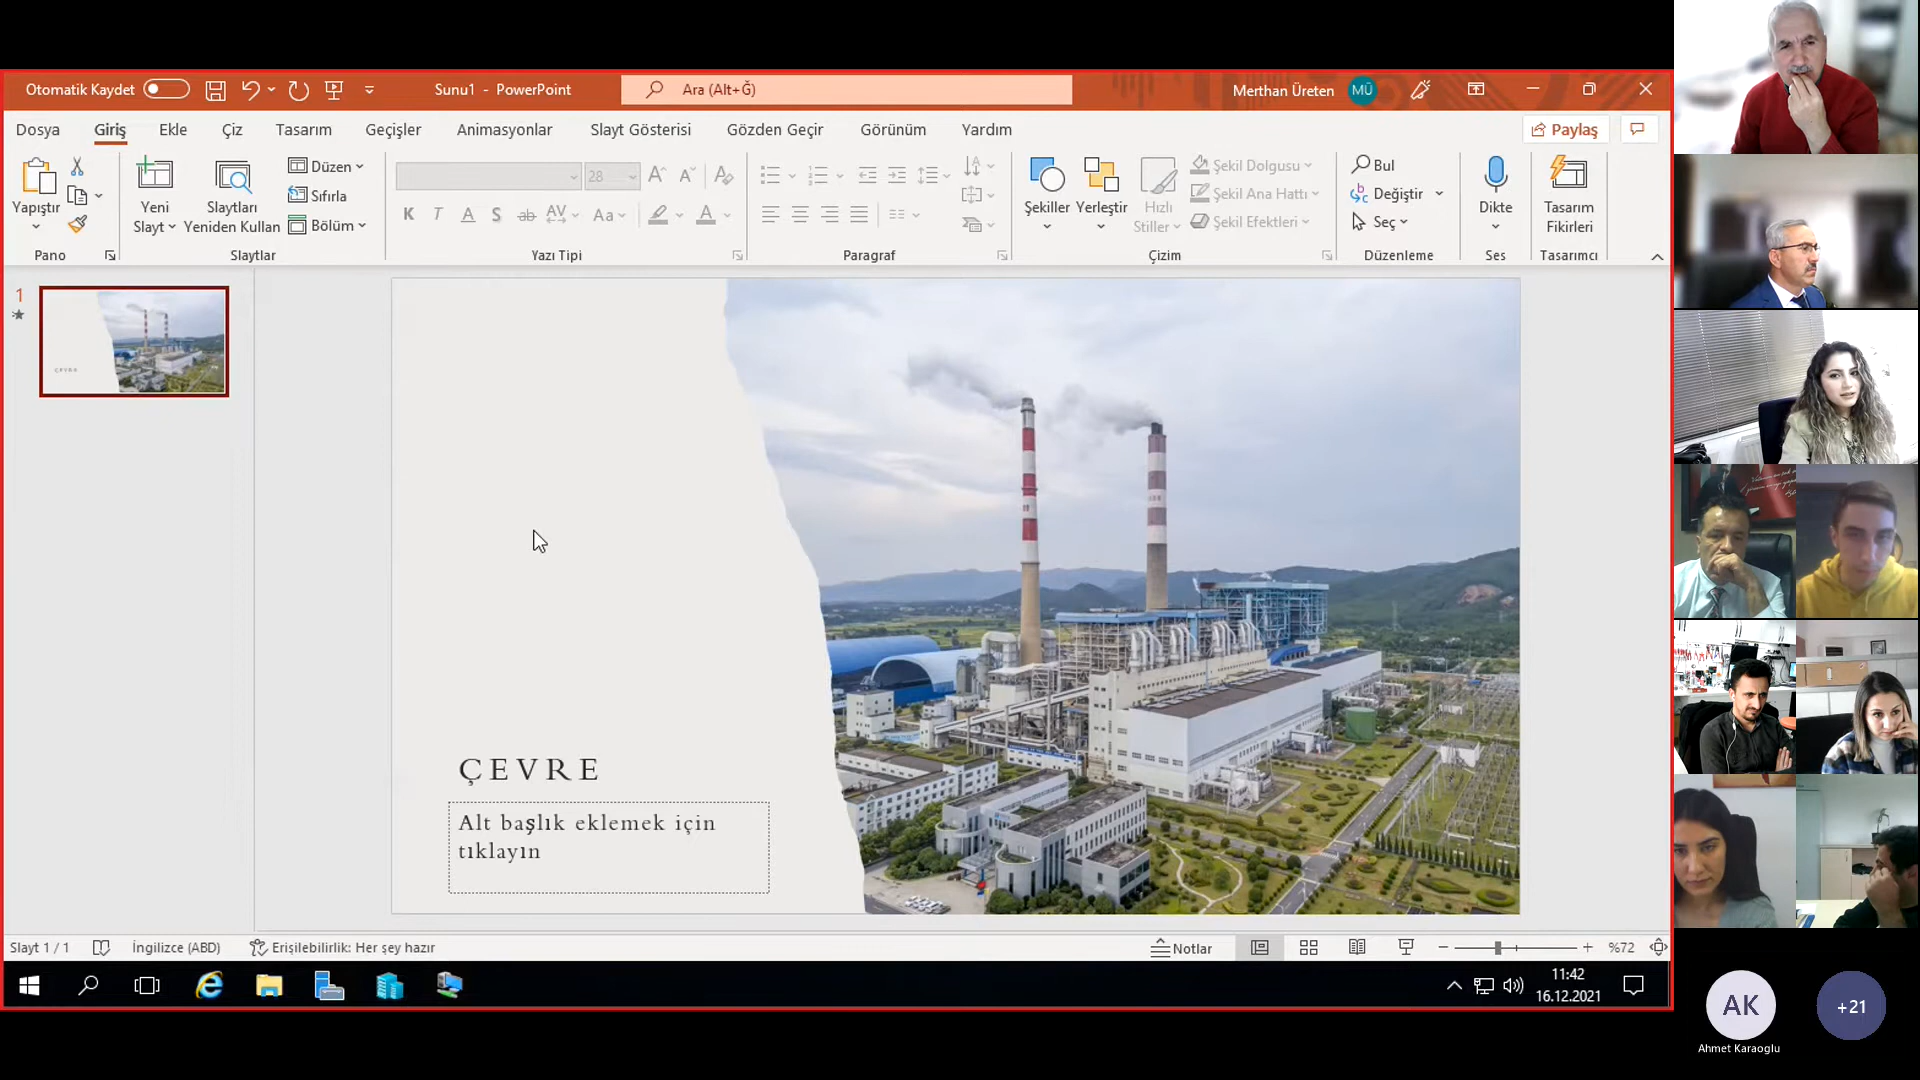 Otomatik Kaydet
Sunu1 - PowerPoint
Ara (Alt+Ğ)
Merthan Üreten
MÜ
Dosya Giriş Ekle Çiz Tasarım Geçişler Animasyonlar Slayt Gösterisi Gözden Geçir Görünüm Yardım
Paylaş
Yapıştır
Pano
Yeni
Slayt
Slaytları
Yeniden Kullan
Düzen
Sıfırla
Bölüm
Slaytlar
28
K T A S ab AV Aa A
Yazı Tipi
Paragraf
Şekiller
Yerleştir
Hızlı
Stiller
Şekil Dolgusu
Şekil Ana Hattı
Şekil Efektleri
Çizim
Bul
Değiştir
Seç
Düzenleme
Dikte
Ses
Tasarım
Fikirleri
Tasarımcı
1
ÇEVRE
ÇEVRE
Alt başlık eklemek için
tıklayın
Slayt 1 / 1
İngilizce (ABD)
Erişilebilirlik: Her şey hazır
Notlar
%72
11:42
16.12.2021
AK
Ahmet Karaoglu
+21